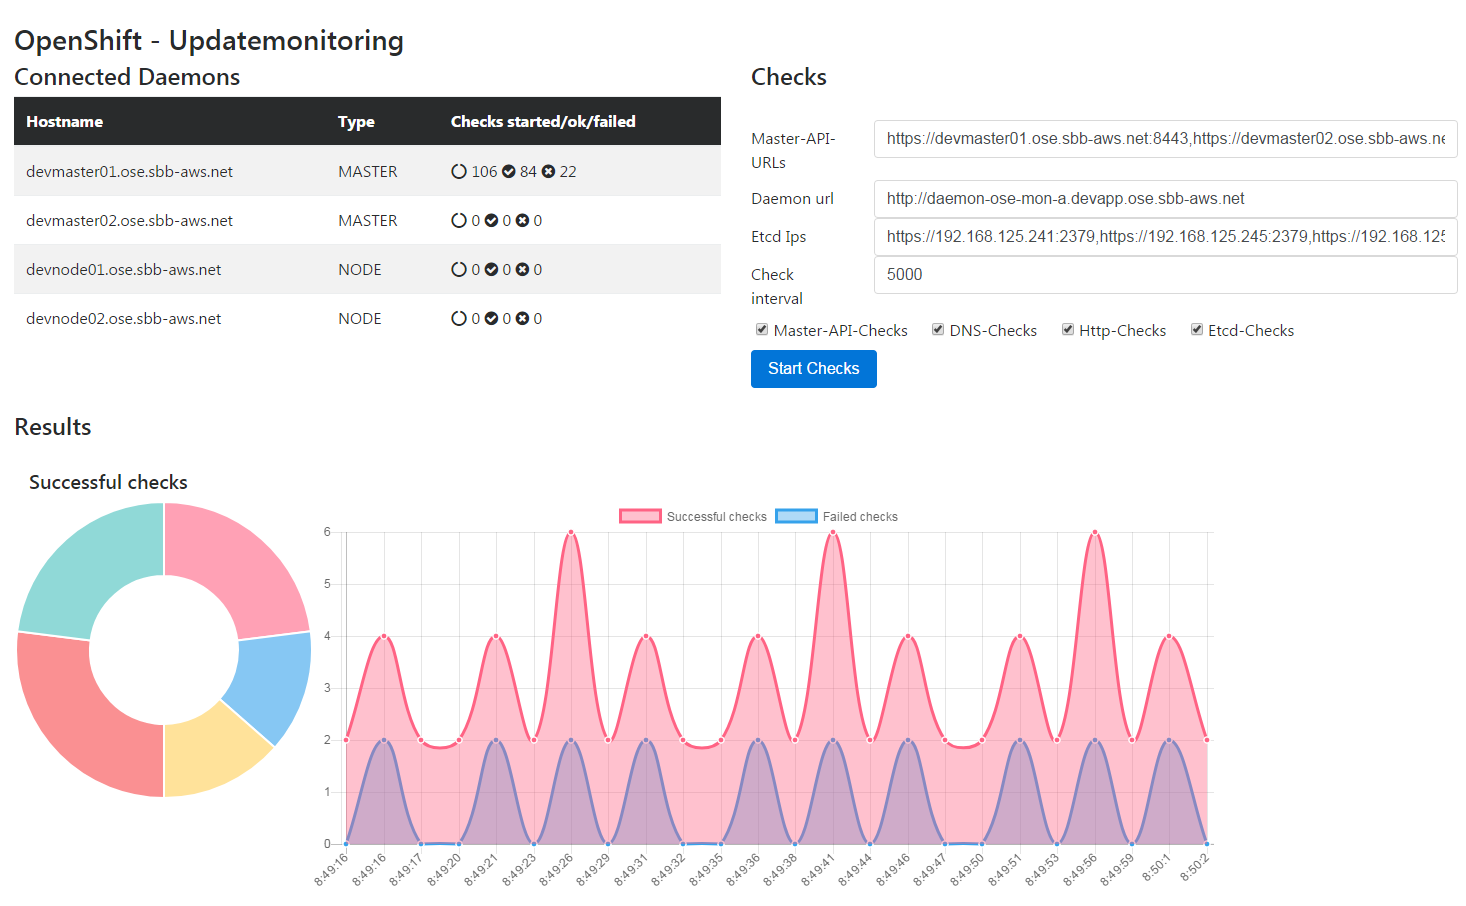 OpenShift - Updatemonitoring
Connected Daemons
Hostname Type Checks started/ok/failed
devmaster01.ose.sbb-aws.net MASTER 106 84 22
devmaster02.ose.sbb-aws.net MASTER 0 0 0
devnode01.ose.sbb-aws.net NODE 0 0 0
devnode02.ose.sbb-aws.net NODE 0 0 0
Checks
Master-API-
URLs
https://devmaster01.ose.sbb-aws.net:8443,https://devmaster02.ose.sbb-aws.ne
Daemon url http://daemon-ose-mon-a.devapp.ose.sbb-aws.net
Etcd Ips https://192.168.125.241:2379,https://192.168.125.245:2379,https://192.168.125
Check
interval
5000
Master-API-Checks DNS-Checks Http-Checks Etcd-Checks
Start Checks
Results
Successful checks
Successful checks Failed checks
6
5
4
3
2
1
0
8:49:16 8:49:16 8:49:17 8:49:20 8:49:21 8:49:23 8:49:26 8:49:29 8:49:31 8:49:32 8:49:35 8:49:36 8:49:38 8:49:41 8:49:44 8:49:46 8:49:47 8:49:50 8:49:51 8:49:53 8:49:56 8:49:59 8:50:1 8:50:2